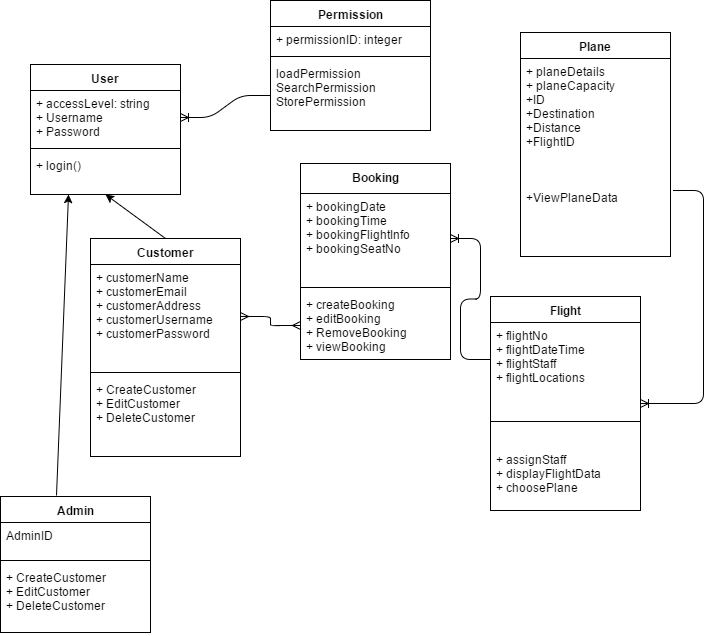 Permission
+ permissionID: integer
loadPermission
SearchPermission
StorePermission
Plane
+ planeDetails
+ planeCapacity
+ID
+Destination
+Distance
+FlightID
+ViewPlaneData
User
+ accessLevel: string
+ Username
+ Password
+ login()
Booking
+ bookingDate
+ bookingTime
+ bookingFlightInfo
+ bookingSeatNo
+ createBooking
+ editBooking
+ RemoveBooking
+ viewBooking
Customer
+ customerName
+ customerEmail
+ customerAddress
+ customerUsername
+ customerPassword
+ CreateCustomer
+ EditCustomer
+ DeleteCustomer
Flight
+ flightNo
+ flightDateTime
+ flightStaff
+ flightLocations
+ assignStaff
+ displayFlightData
+ choosePlane
Admin
AdminID
+ CreateCustomer
+ EditCustomer
+ DeleteCustomer